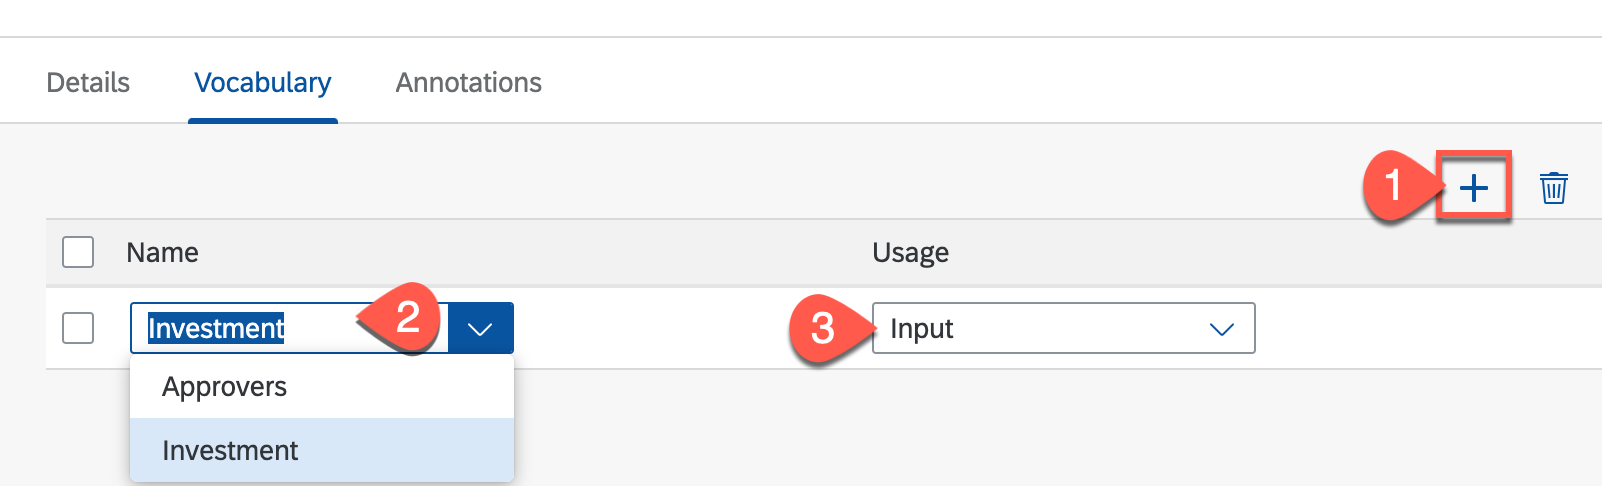 Details Vocabulary Annotations
1
Name Usage
Investment 2 3 Input
Approvers
Investment